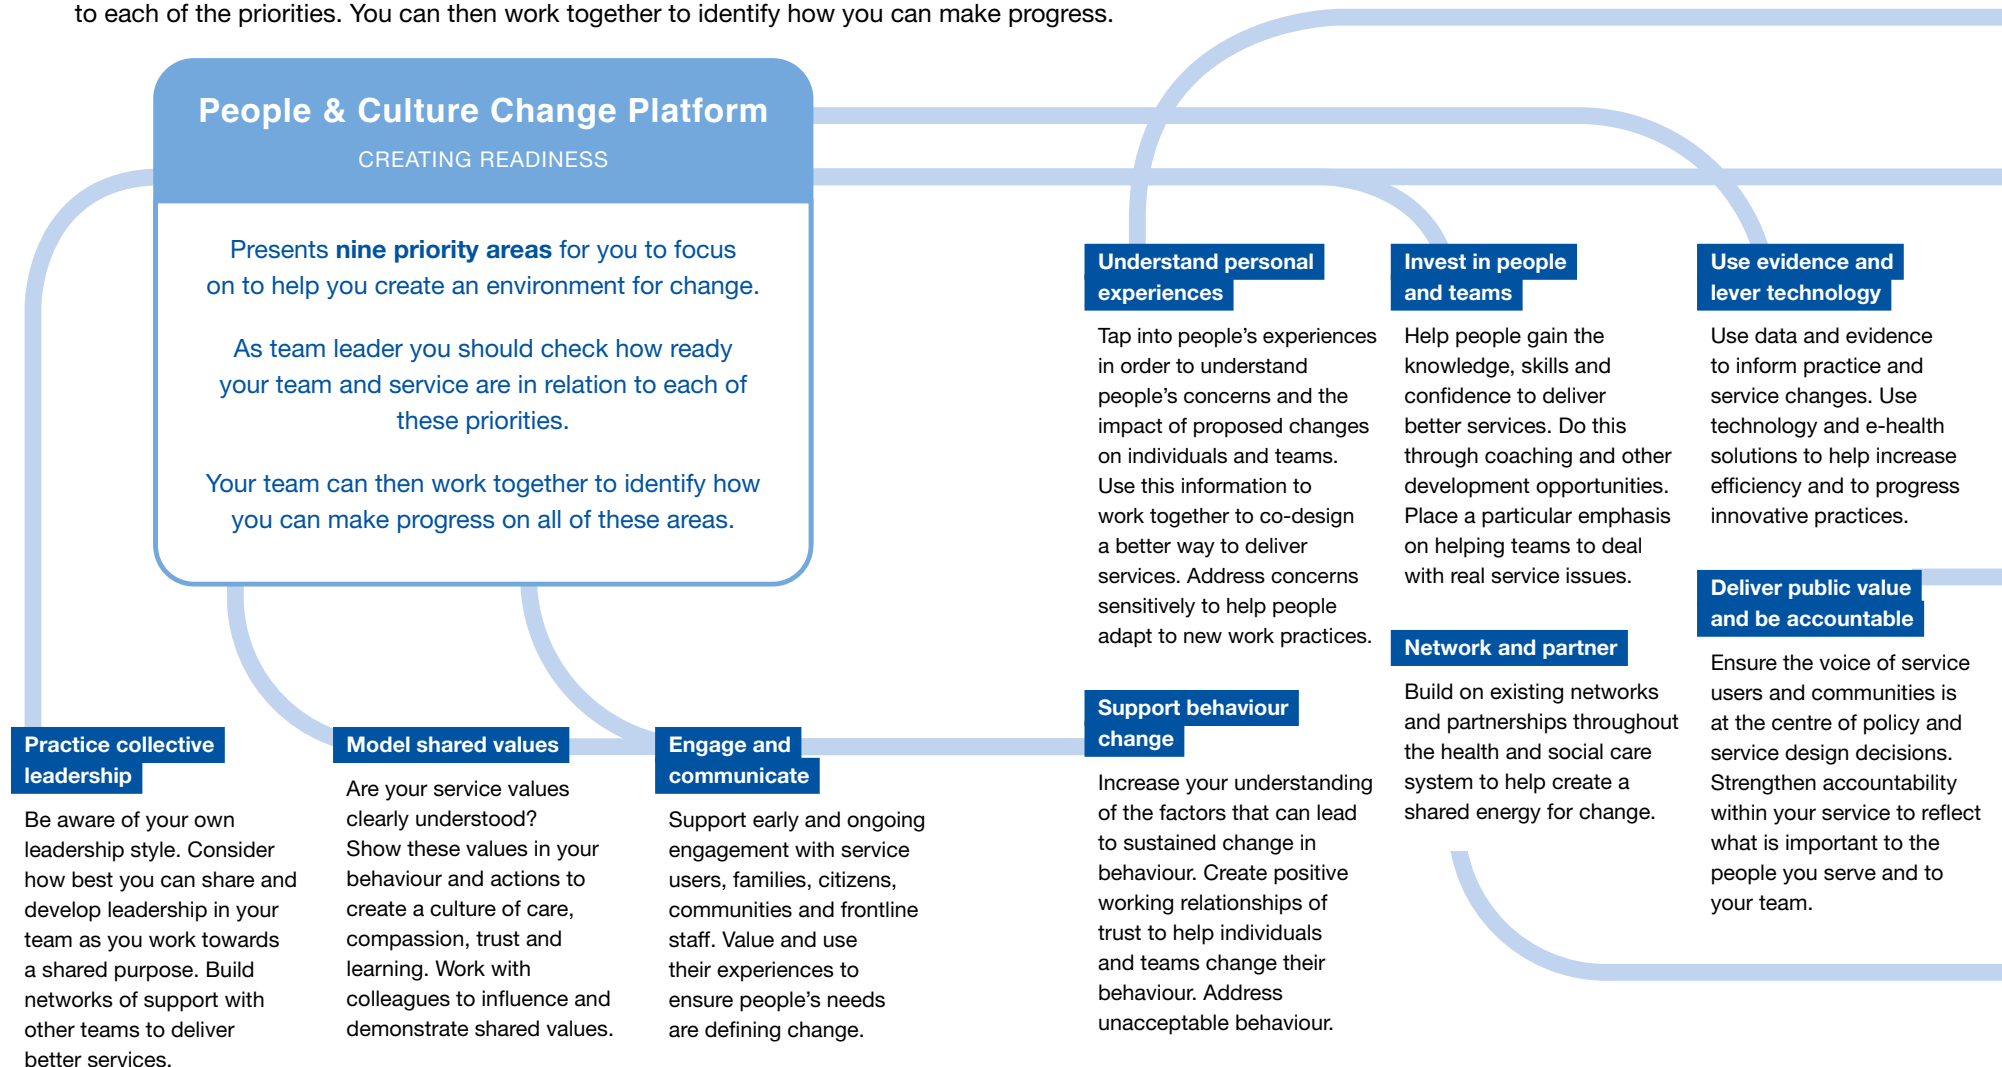 to each of the priorities. You can then work together to identify how you can make progress.
People & Culture Change Platform
CREATING READINESS
Presents nine priority areas for you to focus
on to help you create an environment for change.
As team leader you should check how ready
your team and service are in relation to each of
these priorities.
Your team can then work together to identify how
you can make progress on all of these areas.
Practice collective
leadership
Be aware of your own
leadership style. Consider
how best you can share and
develop leadership in your
team as you work towards
a shared purpose. Build
networks of support with
other teams to deliver
better services.
Model shared values
Are your service values
clearly understood?
Show these values in your
behaviour and actions to
create a culture of care,
compassion, trust and
learning. Work with
colleagues to influence and
demonstrate shared values.
Engage and
communicate
Support early and ongoing
engagement with service
users, families, citizens,
communities and frontline
staff. Value and use
their experiences to
ensure people’s needs
are defining change.
Understand personal
experiences
Tap into people’s experiences
in order to understand
people’s concerns and the
impact of proposed changes
on individuals and teams.
Use this information to
work together to co-design
a better way to deliver
services. Address concerns
sensitively to help people
adapt to new work practices.
Support behaviour
change
Increase your understanding
of the factors that can lead
to sustained change in
behaviour. Create positive
working relationships of
trust to help individuals
and teams change their
behaviour. Address
unacceptable behaviour.
Invest in people
and teams
Help people gain the
knowledge, skills and
confidence to deliver
better services. Do this
through coaching and other
development opportunities.
Place a particular emphasis
on helping teams to deal
with real service issues.
Network and partner
Build on existing networks
and partnerships throughout
the health and social care
system to help create a
shared energy for change.
Use evidence and
lever technology
Use data and evidence
to inform practice and
service changes. Use
technology and e-health
solutions to help increase
efficiency and to progress
innovative practices.
Deliver public value
and be accountable
Ensure the voice of service
users and communities is
at the centre of policy and
service design decisions.
Strengthen accountability
within your service to reflect
what is important to the
people you serve and to
your team.